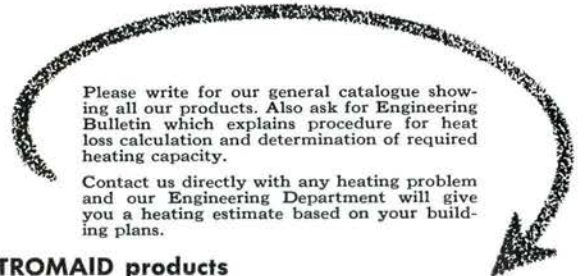 Please write for our general catalogue show-
ing all our products. Also ask for Engineering
Bulletin which explains procedure for heat
loss calculation and determination of required
heating capacity.
Contact us directly with any heating problem
and our Engineering Department will give
you a heating estimate based on your build-
ing plans.
TROMAID products